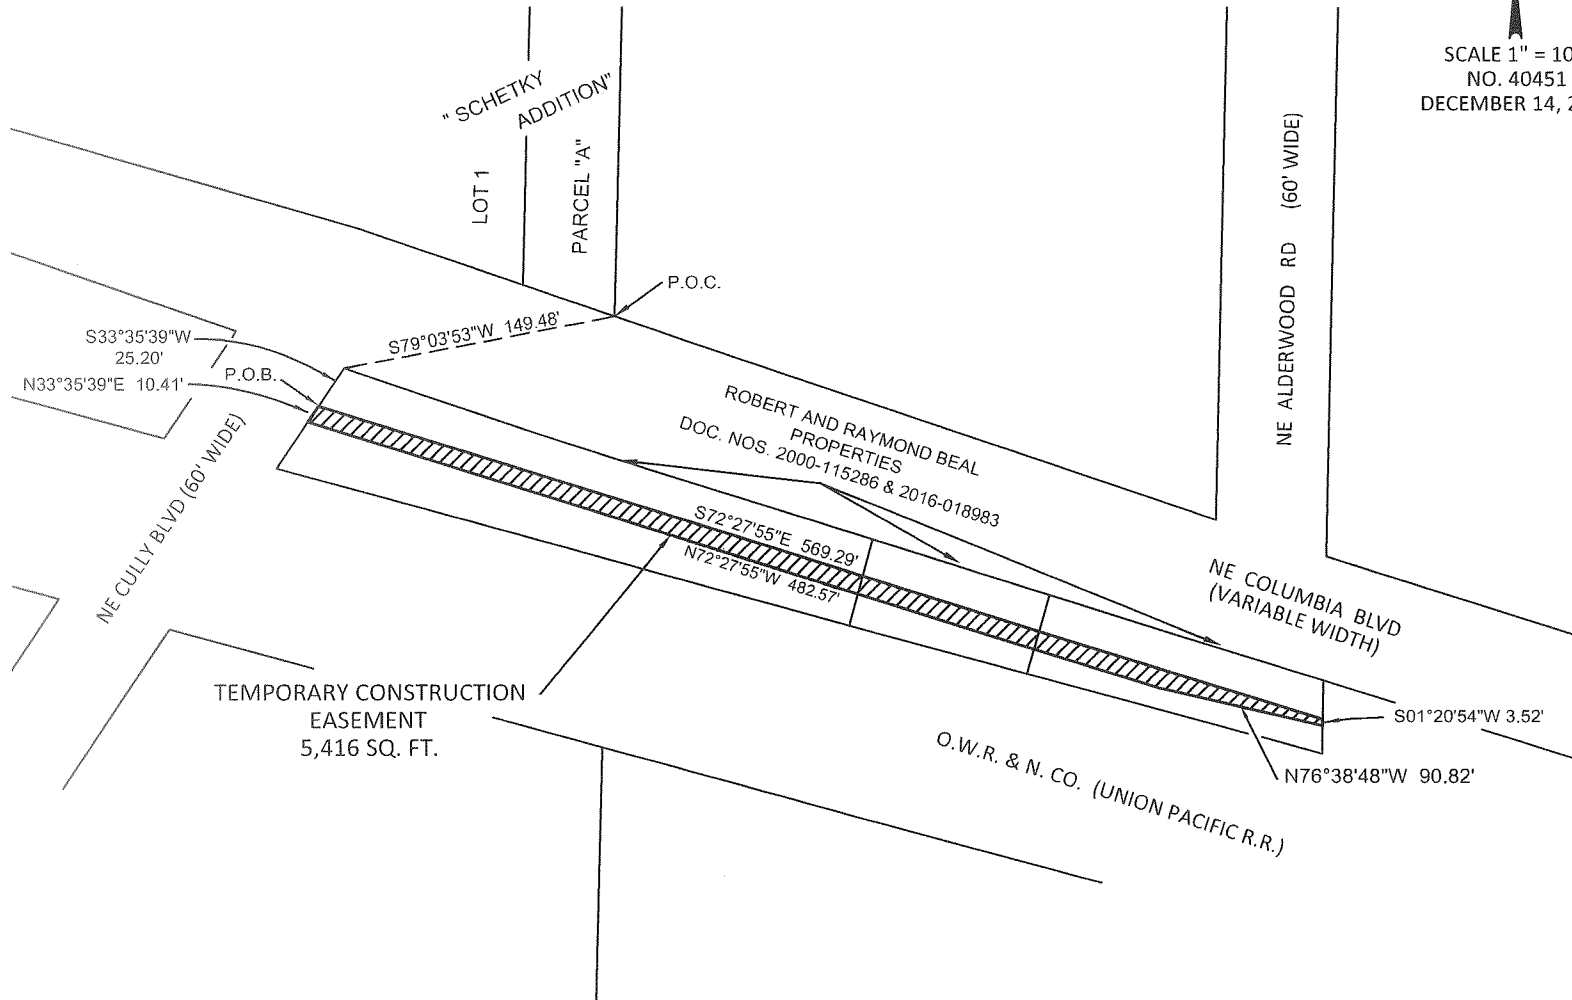 SCALE 1" = 10
NO. 40451
DECEMBER 14, 2
" SCHETKY
ADDITION"
LOT 1
PARCEL "A"
NE ALDERWOOD RD (60' WIDE)
P.O.C.
S79°03'53"W 149.48'
S33°35'39"W
25.20'
N33°35'39"E 10.41'
P.O.B.
NE CULLY BLVD (60' WIDE)
ROBERT AND RAYMOND BEAL
PROPERTIES
DOC. NOS. 2000-115286 & 2016-018983
S72°27'55"E 569.29'
N72°27'55"W 482.57'
NE COLUMBIA BLVD
(VARIABLE WIDTH)
TEMPORARY CONSTRUCTION
EASEMENT
5,416 SQ. FT.
S01°20'54"W 3.52'
N76°38'48"W 90.82'
O.W.R. & N. CO. (UNION PACIFIC R.R.)